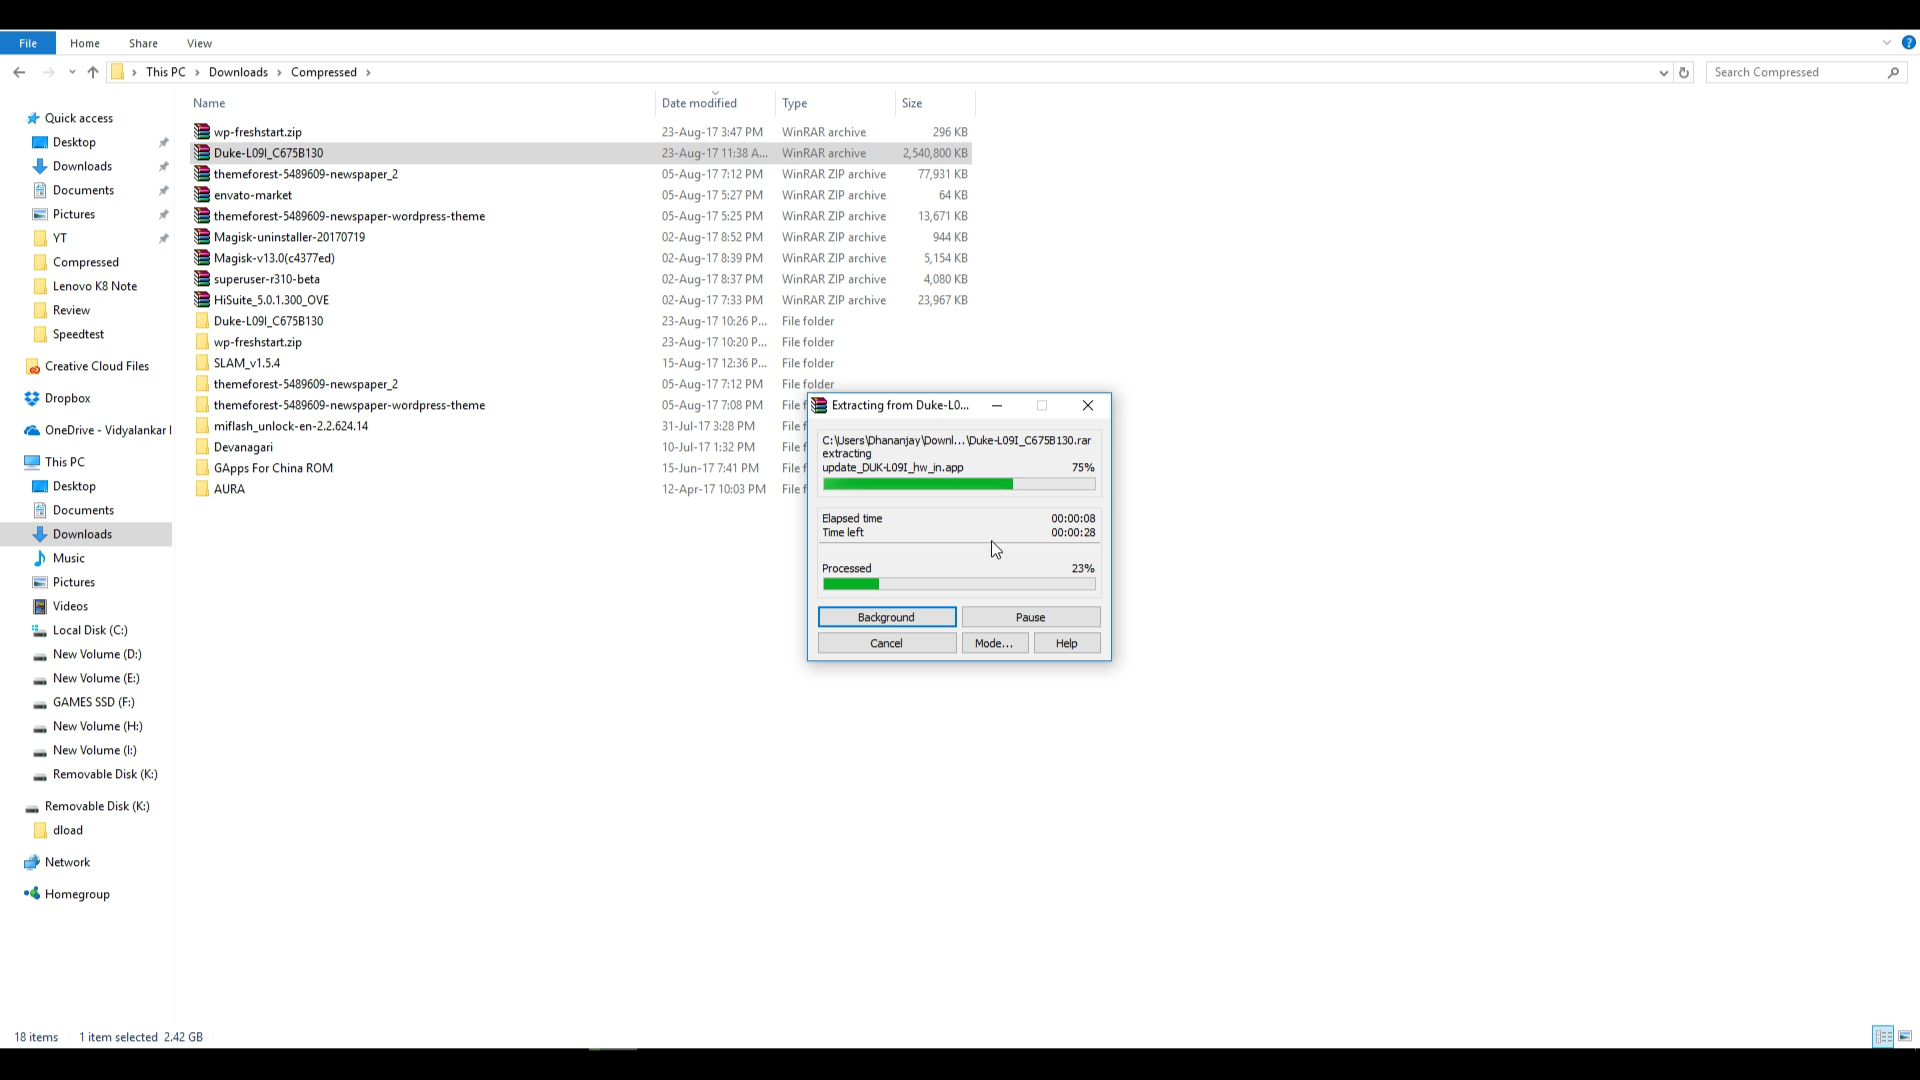 File Home Share View
This PC Downloads Compressed
Search Compressed
Name Date modified Type Size
wp-freshstart.zip 23-Aug-17 3:47 PM WinRAR archive 296 KB
Duke-L09I_C675B130 23-Aug-17 11:38 A... WinRAR archive 2,540,800 KB
themeforest-5489609-newspaper_2 05-Aug-17 7:12 PM WinRAR ZIP archive 77,931 KB
envato-market 05-Aug-17 5:27 PM WinRAR ZIP archive 64 KB
themeforest-5489609-newspaper-wordpress-theme 05-Aug-17 5:25 PM WinRAR ZIP archive 13,671 KB
Magisk-uninstaller-20170719 02-Aug-17 8:52 PM WinRAR ZIP archive 944 KB
Magisk-v13.0(c4377ed) 02-Aug-17 8:39 PM WinRAR ZIP archive 5,154 KB
superuser-r310-beta 02-Aug-17 8:37 PM WinRAR ZIP archive 4,080 KB
HiSuite_5.0.1.300_OVE 02-Aug-17 7:33 PM WinRAR ZIP archive 23,967 KB
Duke-L09I_C675B130 23-Aug-17 10:26 P... File folder
wp-freshstart.zip 23-Aug-17 10:20 P... File folder
SLAM_v1.5.4 15-Aug-17 12:36 P... File folder
themeforest-5489609-newspaper_2 05-Aug-17 7:12 PM File folder
themeforest-5489609-newspaper-wordpress-theme 05-Aug-17 7:08 PM File f
miflash_unlock-en-2.2.624.14 31-Jul-17 3:28 PM File f
Devanagari 10-Jul-17 1:32 PM File f
GApps For China ROM 15-Jun-17 7:41 PM File f
AURA 12-Apr-17 10:03 PM File f
Quick access
Desktop
Downloads
Documents
Pictures
YT
Compressed
Lenovo K8 Note
Review
Speedtest
Creative Cloud Files
Dropbox
OneDrive - Vidyalankar I
This PC
Desktop
Documents
Downloads
Music
Pictures
Videos
Local Disk (C:)
New Volume (D:)
New Volume (E:)
GAMES SSD (F:)
New Volume (H:)
New Volume (I:)
Removable Disk (K:)
Removable Disk (K:)
dload
Network
Homegroup
Extracting from Duke-L0...
C:\Users\Dhananjay\Downl...\Duke-L09I_C675B130.rar
extracting
update_DUK-L09I_hw_in.app 75%
Elapsed time 00:00:08
Time left 00:00:28
Processed 23%
Background Pause
Cancel Mode... Help
18 items 1 item selected 2.42 GB